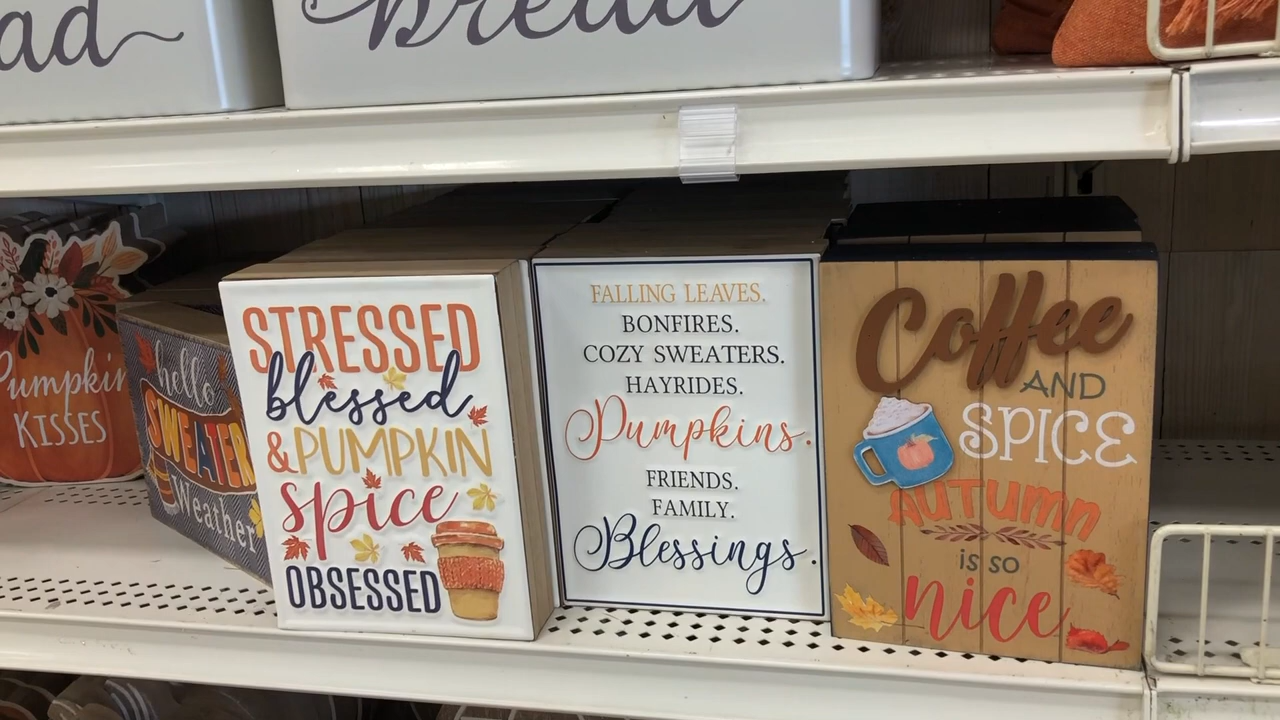 ad
Bread
Pumpkin
KISSES
hello
SWEATER
Weather
STRESSED
blessed
&PUMPKIN
spice
OBSESSED
FALLING LEAVES.
BONFIRES.
COZY SWEATERS.
HAYRIDES.
Pumpkins.
FRIENDS.
FAMILY.
Blessings.
Coffee
AND
SPICE
AUTUMN
is so
nice